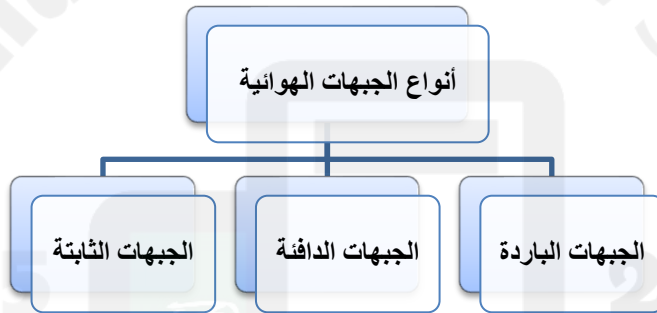 أنواع الجبهات الهوائية
الجبهات الباردة
الجبهات الدافئة
الجبهات الثابتة